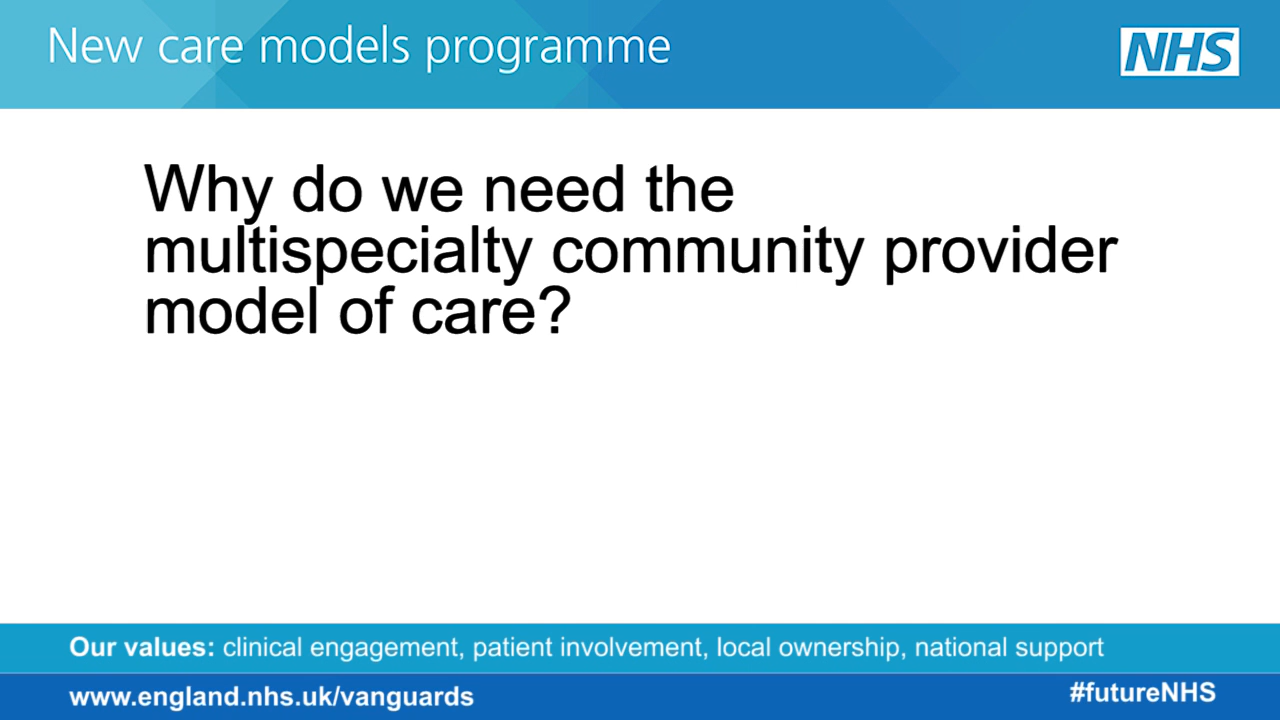 New care models programme
NHS
Why do we need the
multispecialty community provider
model of care?
Our values: clinical engagement, patient involvement, local ownership, national support
www.england.nhs.uk/vanguards
#futureNHS